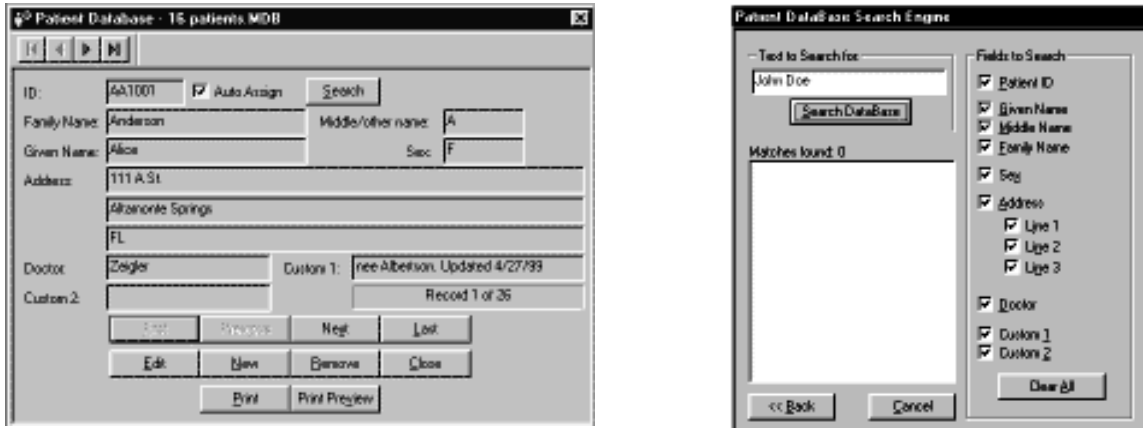 Patient Database - 16 patients.MDB
ID: AA1001 Auto Assign Search
Family Name: Anderson Middle/other name: A
Given Name: Alice Sex: F
Address: 111 A St.
Altamonte Springs
FL
Doctor: Zeigler Custom 1: nee Albertson. Updated 4/27/99
Custom 2: Record 1 of 26
First Previous Next Last
Edit New Remove Close
Print Print Preview
Patient DataBase Search Engine
Text to Search for
John Doe
Search DataBase
Matches found: 0
<< Back Cancel
Fields to Search
Patient ID
Given Name
Middle Name
Family Name
Sex
Address
Line 1
Line 2
Line 3
Doctor
Custom 1
Custom 2
Clear All